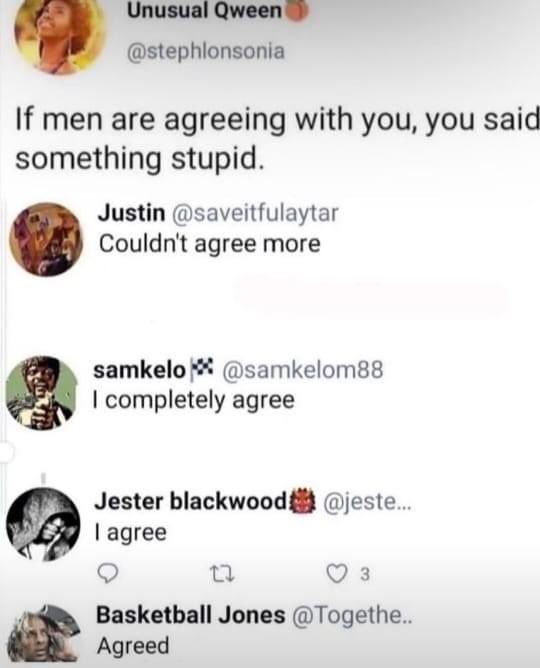 Unusual Qween🍑
@stephlonsonia
If men are agreeing with you, you said
something stupid.
Justin @saveitfulaytar
Couldn't agree more
samkelo🏁 @samkelom88
I completely agree
Jester blackwood👹 @jeste...
I agree
3
Basketball Jones @Togethe..
Agreed